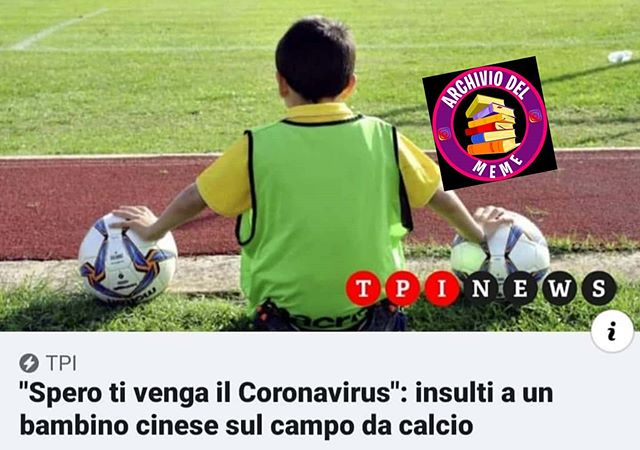 ARCHIVIO DEL
MEME
TPI NEWS
i
TPI
"Spero ti venga il Coronavirus": insulti a un
bambino cinese sul campo da calcio